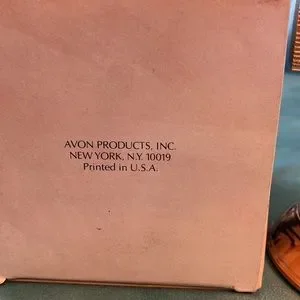 AVON PRODUCTS, INC.
NEW YORK, N.Y. 10019
Printed in U.S.A.